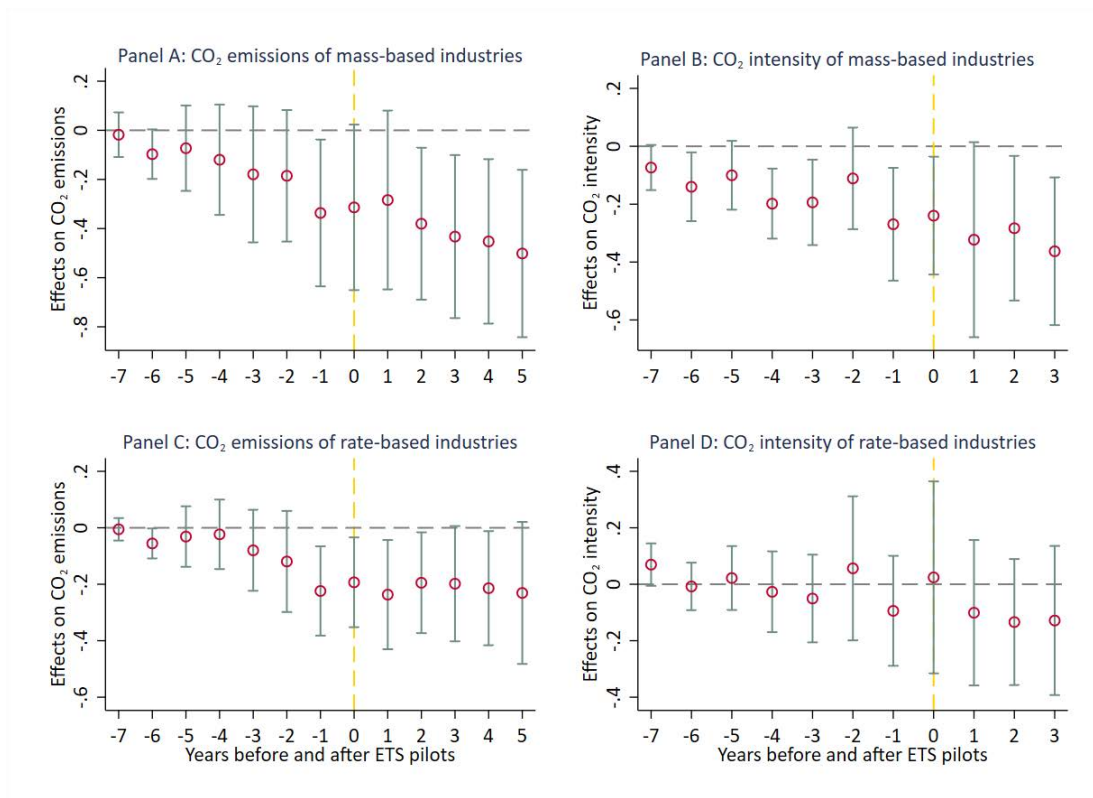 Panel A: CO₂ emissions of mass-based industries
Effects on CO₂ emissions
.2
0
-.2
-.4
-.6
-.8
-7 -6 -5 -4 -3 -2 -1 0 1 2 3 4 5
Panel B: CO₂ intensity of mass-based industries
Effects on CO₂ intensity
.2
0
-.2
-.4
-.6
-7 -6 -5 -4 -3 -2 -1 0 1 2 3
Panel C: CO₂ emissions of rate-based industries
Effects on CO₂ emissions
.2
0
-.2
-.4
-.6
-7 -6 -5 -4 -3 -2 -1 0 1 2 3 4 5
Years before and after ETS pilots
Panel D: CO₂ intensity of rate-based industries
Effects on CO₂ intensity
.4
.2
0
-.2
-.4
-7 -6 -5 -4 -3 -2 -1 0 1 2 3
Years before and after ETS pilots